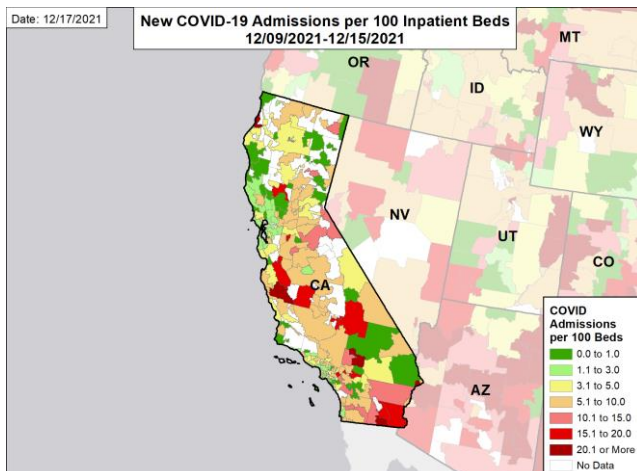 Date: 12/17/2021
New COVID-19 Admissions per 100 Inpatient Beds
12/09/2021-12/15/2021
MT
OR
ID
WY
NV
UT
CO
CA
AZ
COVID
Admissions
per 100 Beds
0.0 to 1.0
1.1 to 3.0
3.1 to 5.0
5.1 to 10.0
10.1 to 15.0
15.1 to 20.0
20.1 or More
No Data